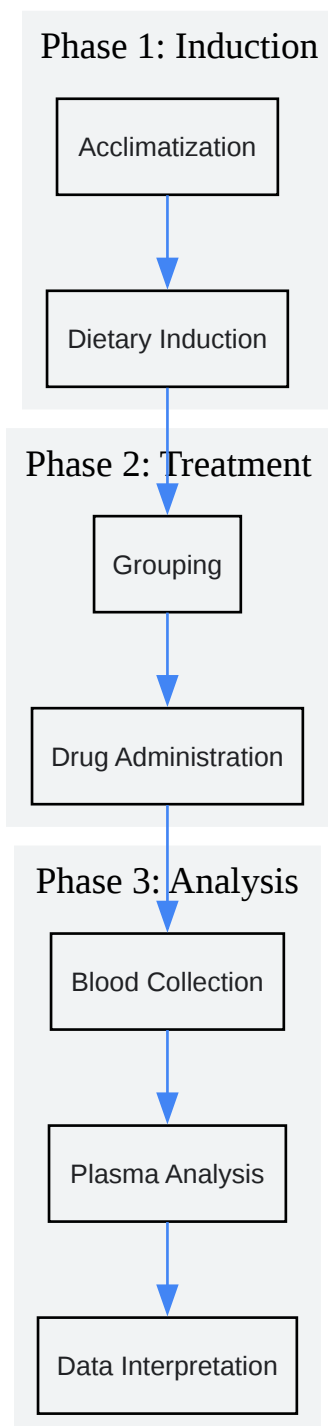 Phase 1: Induction
Acclimatization
Dietary Induction
Phase 2: Treatment
Grouping
Drug Administration
Phase 3: Analysis
Blood Collection
Plasma Analysis
Data Interpretation